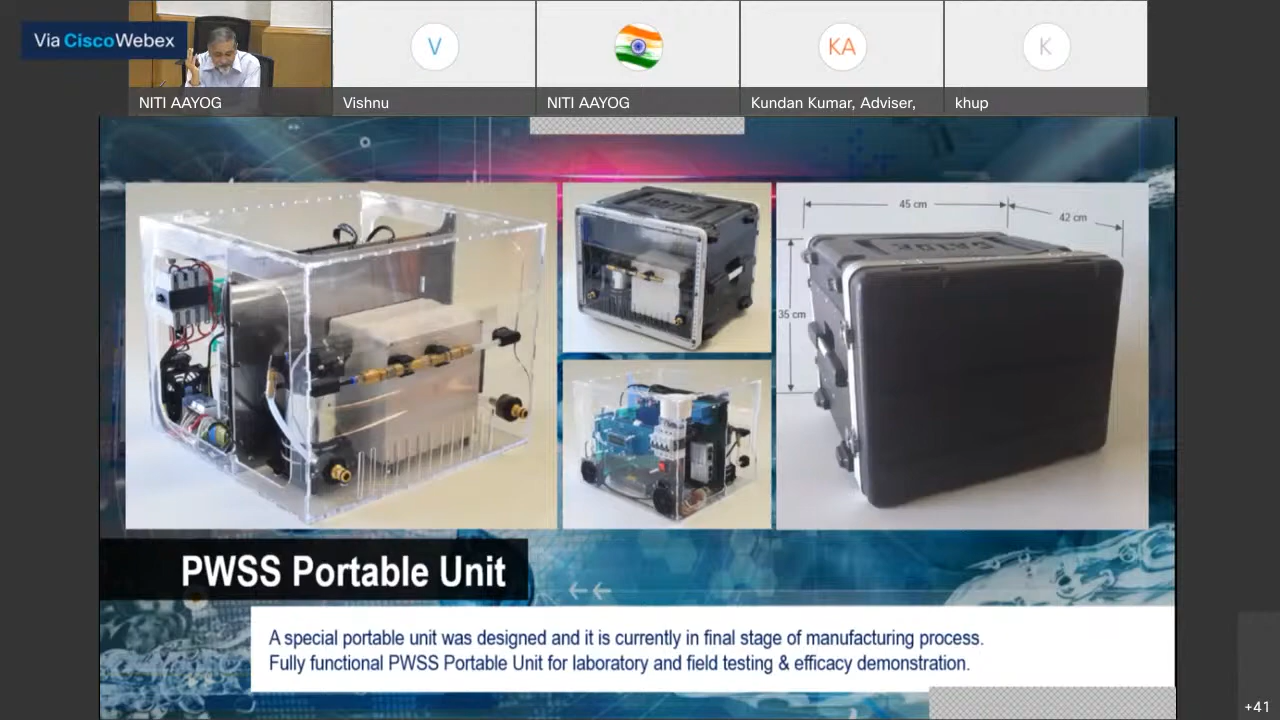 Via Cisco Webex
V
KA
K
NITI AAYOG
Vishnu
NITI AAYOG
Kundan Kumar, Adviser,
khup
45 cm
42 cm
35 cm
PWSS Portable Unit
A special portable unit was designed and it is currently in final stage of manufacturing process.
Fully functional PWSS Portable Unit for laboratory and field testing & efficacy demonstration.
+41